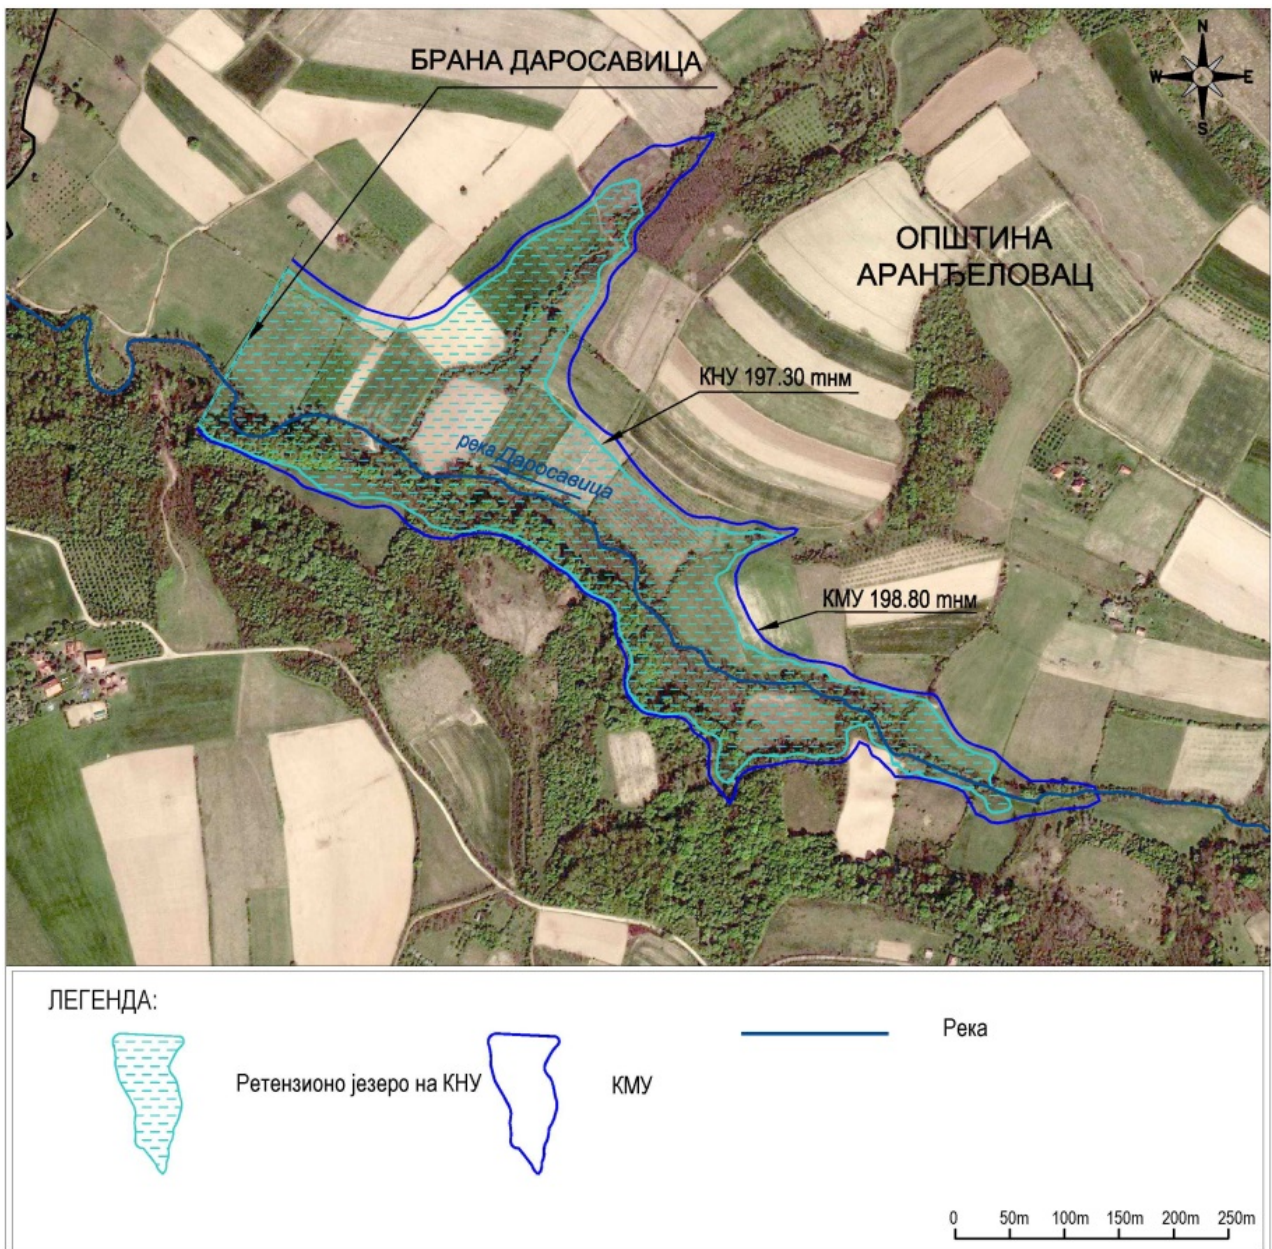 БРАНА ДАРОСАВИЦА
N
W E
S
ОПШТИНА
АРАНЂЕЛОВАЦ
КНУ 197.30 mнм
река Даросавица
КМУ 198.80 mнм
ЛЕГЕНДА:
Ретензионо језеро на КНУ
КМУ
Река
0 50m 100m 150m 200m 250m